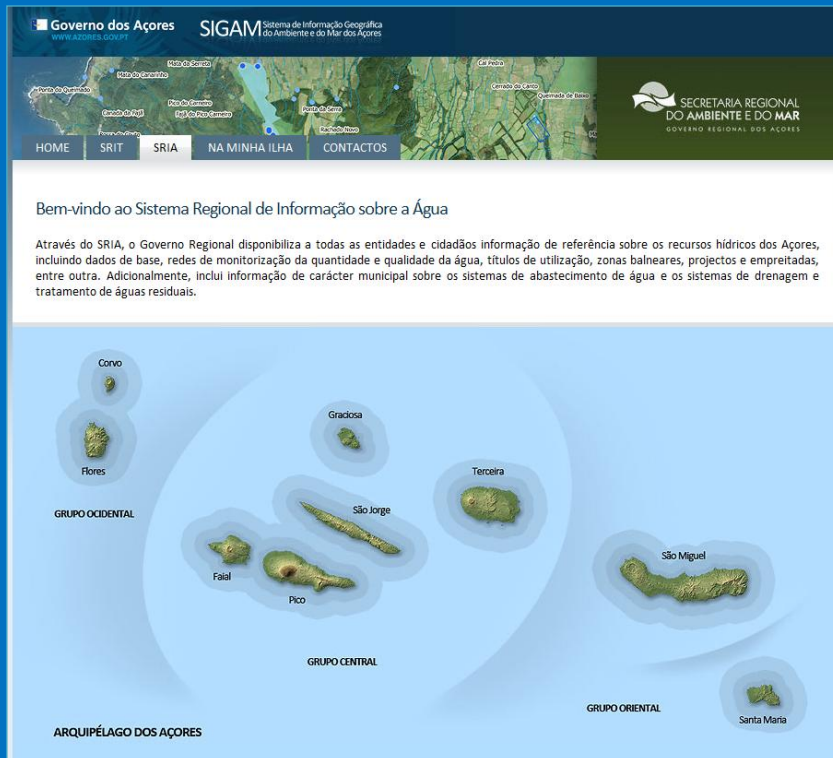 Governo dos Açores
WWW.AZORES.GOV.PT
SIGAM Sistema de Informação Geográfica
do Ambiente e do Mar dos Açores
Ponta do Queimado
Mata do Canarinho
Mata da Serreta
Canada da Fajã
Pico do Carneiro
Fajã do Pico Carneiro
Ponta da Serra
Rachado Novo
Cal Pedra
Cerrado do Canto
Queimada de Baixo
SECRETARIA REGIONAL
DO AMBIENTE E DO MAR
GOVERNO REGIONAL DOS AÇORES
HOME SRIT SRIA NA MINHA ILHA CONTACTOS
Bem-vindo ao Sistema Regional de Informação sobre a Água
Através do SRIA, o Governo Regional disponibiliza a todas as entidades e cidadãos informação de referência sobre os recursos hídricos dos Açores,
incluindo dados de base, redes de monitorização da quantidade e qualidade da água, títulos de utilização, zonas balneares, projectos e empreitadas,
entre outra. Adicionalmente, inclui informação de carácter municipal sobre os sistemas de abastecimento de água e os sistemas de drenagem e
tratamento de águas residuais.
Corvo
Flores
GRUPO OCIDENTAL
Graciosa
Terceira
São Jorge
Faial
Pico
GRUPO CENTRAL
São Miguel
GRUPO ORIENTAL
Santa Maria
ARQUIPÉLAGO DOS AÇORES